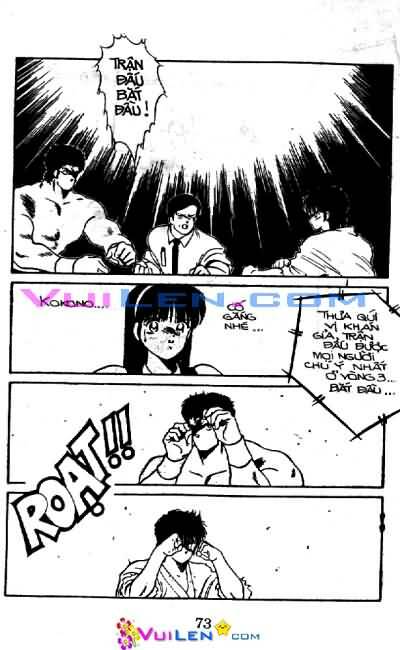 TRẬN
ĐẤU
BẮT
ĐẦU!
VUILEN.COM
KOKONO....
CỐ
GẮNG
NHÉ...
THƯA QUÍ
VỊ KHÁN
GIẢ, TRẬN
ĐẤU ĐƯỢC
MỌI NGƯỜI
CHÚ Ý NHẤT
Ở VÒNG 3...
BẮT ĐẦU...
ROẠT!!
73
VUILEN.COM